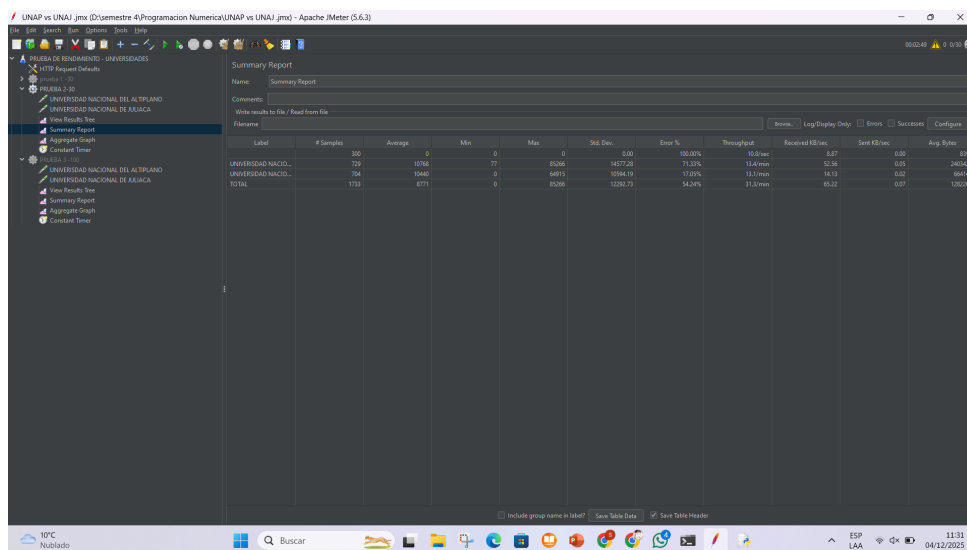 UNAP vs UNAJ .jmx (D:\semestre 4\Programacion Numerica\UNAP vs UNAJ .jmx) - Apache JMeter (5.6.3)
File Edit Search Run Options Tools Help
00:02:49 0 0/30
PRUEBA DE RENDIMIENTO - UNIVERSIDADES
HTTP Request Defaults
prueba 1 -30
PRUEBA 2-30
UNIVERSIDAD NACIONAL DEL ALTIPLANO
UNIVERSIDAD NACIONAL DE JULIACA
View Results Tree
Summary Report
Aggregate Graph
Constant Timer
PRUEBA 3 -100
UNIVERSIDAD NACIONAL DEL ALTIPLANO
UNIVERSIDAD NACIONAL DE JULIACA
View Results Tree
Summary Report
Aggregate Graph
Constant Timer
Summary Report
Name: Summary Report
Comments:
Write results to file / Read from file
Filename Browse... Log/Display Only: Errors Successes Configure
Label # Samples Average Min Max Std. Dev. Error % Throughput Received KB/sec Sent KB/sec Avg. Bytes
300 0 0 0 0.00 100.00% 10.8/sec 8.87 0.00
UNIVERISDAD NACIO... 729 10768 77 85266 14577.28 71.33% 13.4/min 52.56 0.05
UNIVERSIDAD NACIO... 704 10440 0 64915 10594.19 17.05% 13.1/min 14.13 0.02
TOTAL 1733 8771 0 85266 12292.73 54.24% 31.3/min 65.22 0.07
Include group name in label? Save Table Data Save Table Header
10°C
Nublado
Buscar
ESP
LAA
11:31
04/12/2025